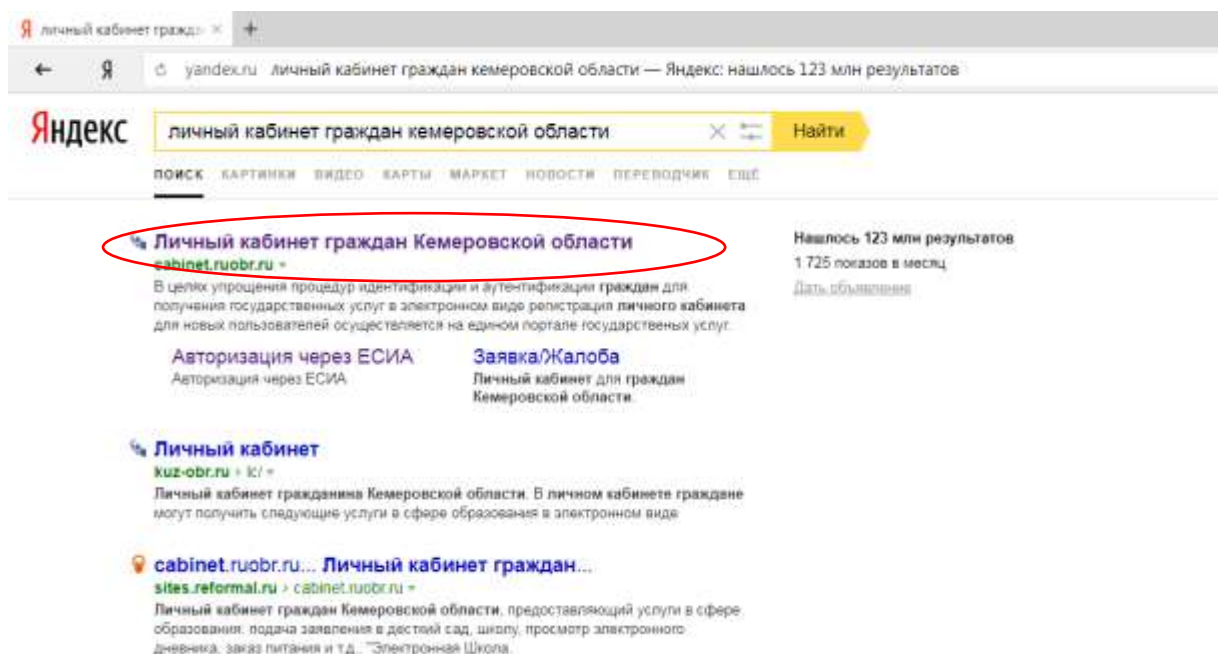 Я личный кабинет гражд
Я yandex.ru личный кабинет граждан кемеровской области — Яндекс: нашлось 123 млн результатов
Яндекс личный кабинет граждан кемеровской области Найти
ПОИСК КАРТИНКИ ВИДЕО КАРТЫ МАРКЕТ НОВОСТИ ПЕРЕВОДЧИК ЕЩЁ
Личный кабинет граждан Кемеровской области
cabinet.ruobr.ru
В целях упрощения процедур идентификации и аутентификации граждан для
получения государственных услуг в электронном виде регистрация личного кабинета
для новых пользователей осуществляется на едином портале государственых услуг.
Авторизация через ЕСИА
Авторизация через ЕСИА
Заявка/Жалоба
Личный кабинет для граждан
Кемеровской области.
Личный кабинет
kuz-obr.ru › lc/
Личный кабинет гражданина Кемеровской области. В личном кабинете граждане
могут получить следующие услуги в сфере образования в электронном виде
cabinet.ruobr.ru... Личный кабинет граждан...
sites.reformal.ru › cabinet.ruobr.ru
Личный кабинет граждан Кемеровской области, предоставляющий услуги в сфере
образования: подача заявления в десткий сад, школу, просмотр электронного
дневника, заказ питания и т.д.. "Электронная Школа.
Нашлось 123 млн результатов
1 725 показов в месяц
Дать объявление